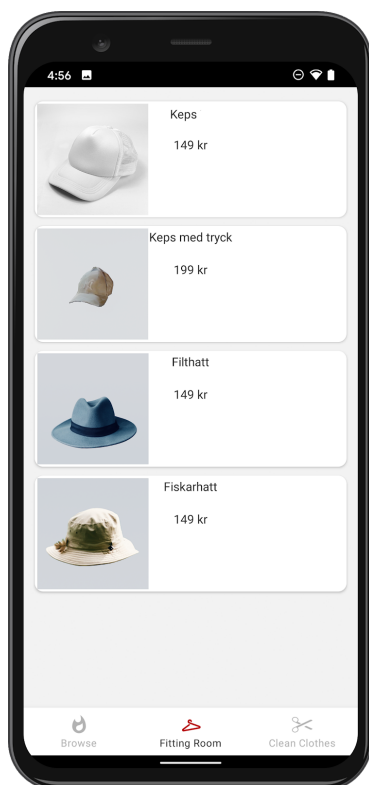 4:56
Keps
149 kr
Keps med tryck
199 kr
Filthatt
149 kr
Fiskarhatt
149 kr
Browse
Fitting Room
Clean Clothes